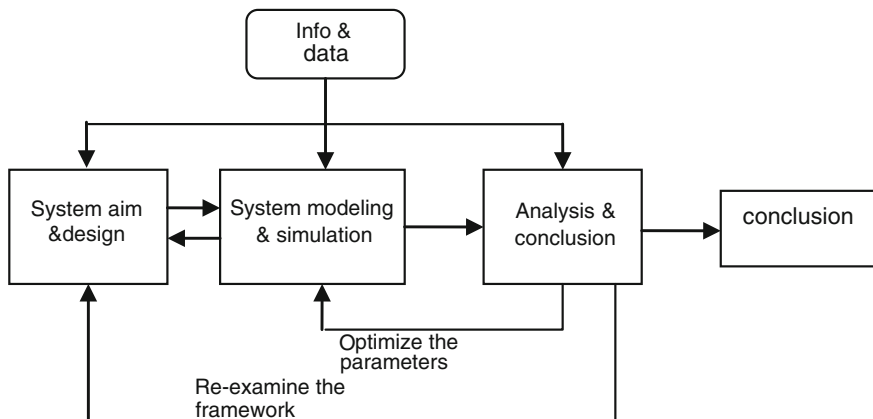 Info &
data
System aim
&design
System modeling
& simulation
Analysis &
conclusion
conclusion
Optimize the
parameters
Re-examine the
framework